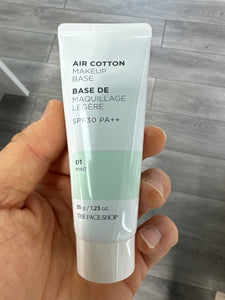 AIR COTTON
MAKEUP
BASE
BASE DE
MAQUILLAGE
LÉGÈRE
SPF30 PA++
01
MINT
35 g / 1.23 oz.
THEFACESHOP